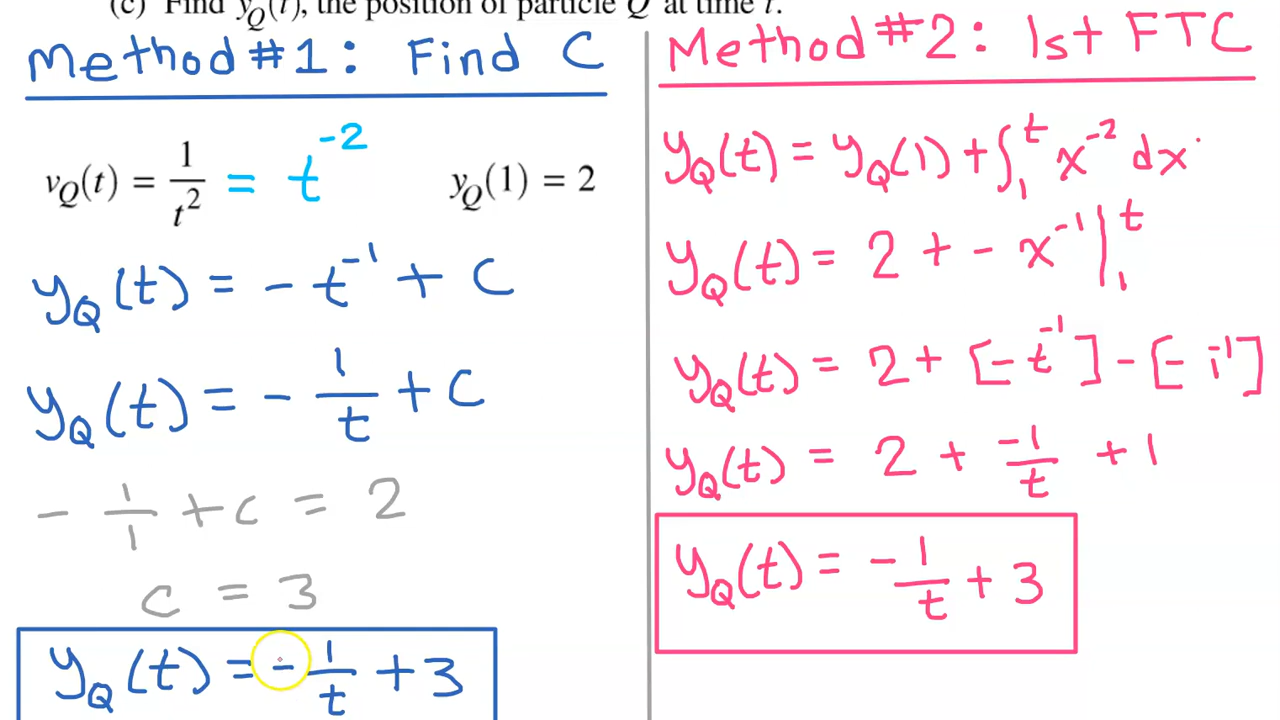 (c) Find y_Q(t), the position of particle Q at time t.
Method #1: Find C
v_Q(t) = 1/t² = t⁻²    y_Q(1) = 2
y_Q(t) = - t⁻¹ + C
y_Q(t) = - 1/t + C
- 1/1 + C = 2
C = 3
y_Q(t) = - 1/t + 3
Method #2: 1st FTC
y_Q(t) = y_Q(1) + ∫₁ᵗ x⁻² dx
y_Q(t) = 2 + - x⁻¹ |₁ᵗ
y_Q(t) = 2 + [- t⁻¹] - [- 1⁻¹]
y_Q(t) = 2 + -1/t + 1
y_Q(t) = - 1/t + 3